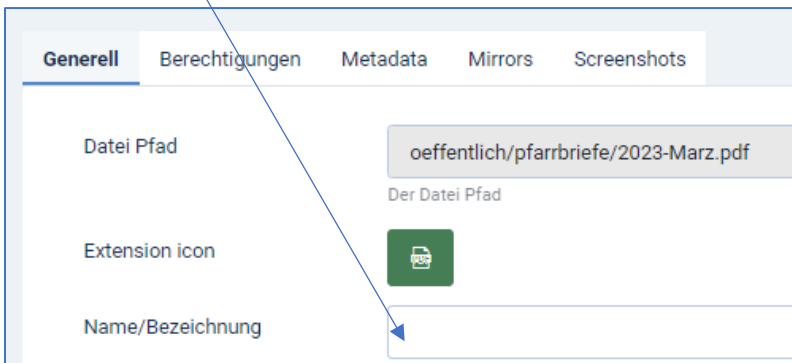 Generell Berechtigungen Metadata Mirrors Screenshots
Datei Pfad oeffentlich/pfarrbriefe/2023-Marz.pdf
Der Datei Pfad
Extension icon
Name/Bezeichnung